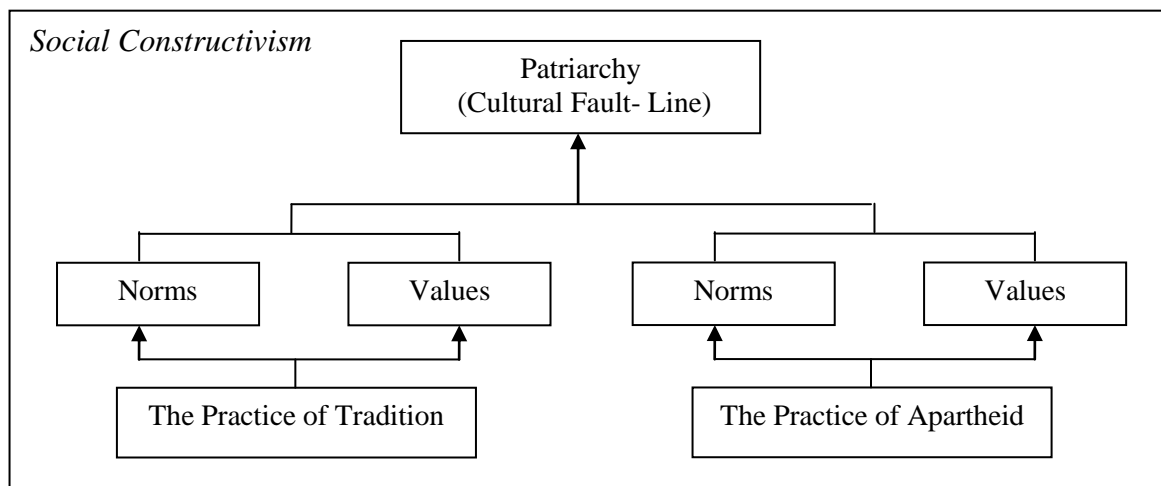 Social Constructivism
Patriarchy
(Cultural Fault- Line)
Norms
Values
Norms
Values
The Practice of Tradition
The Practice of Apartheid